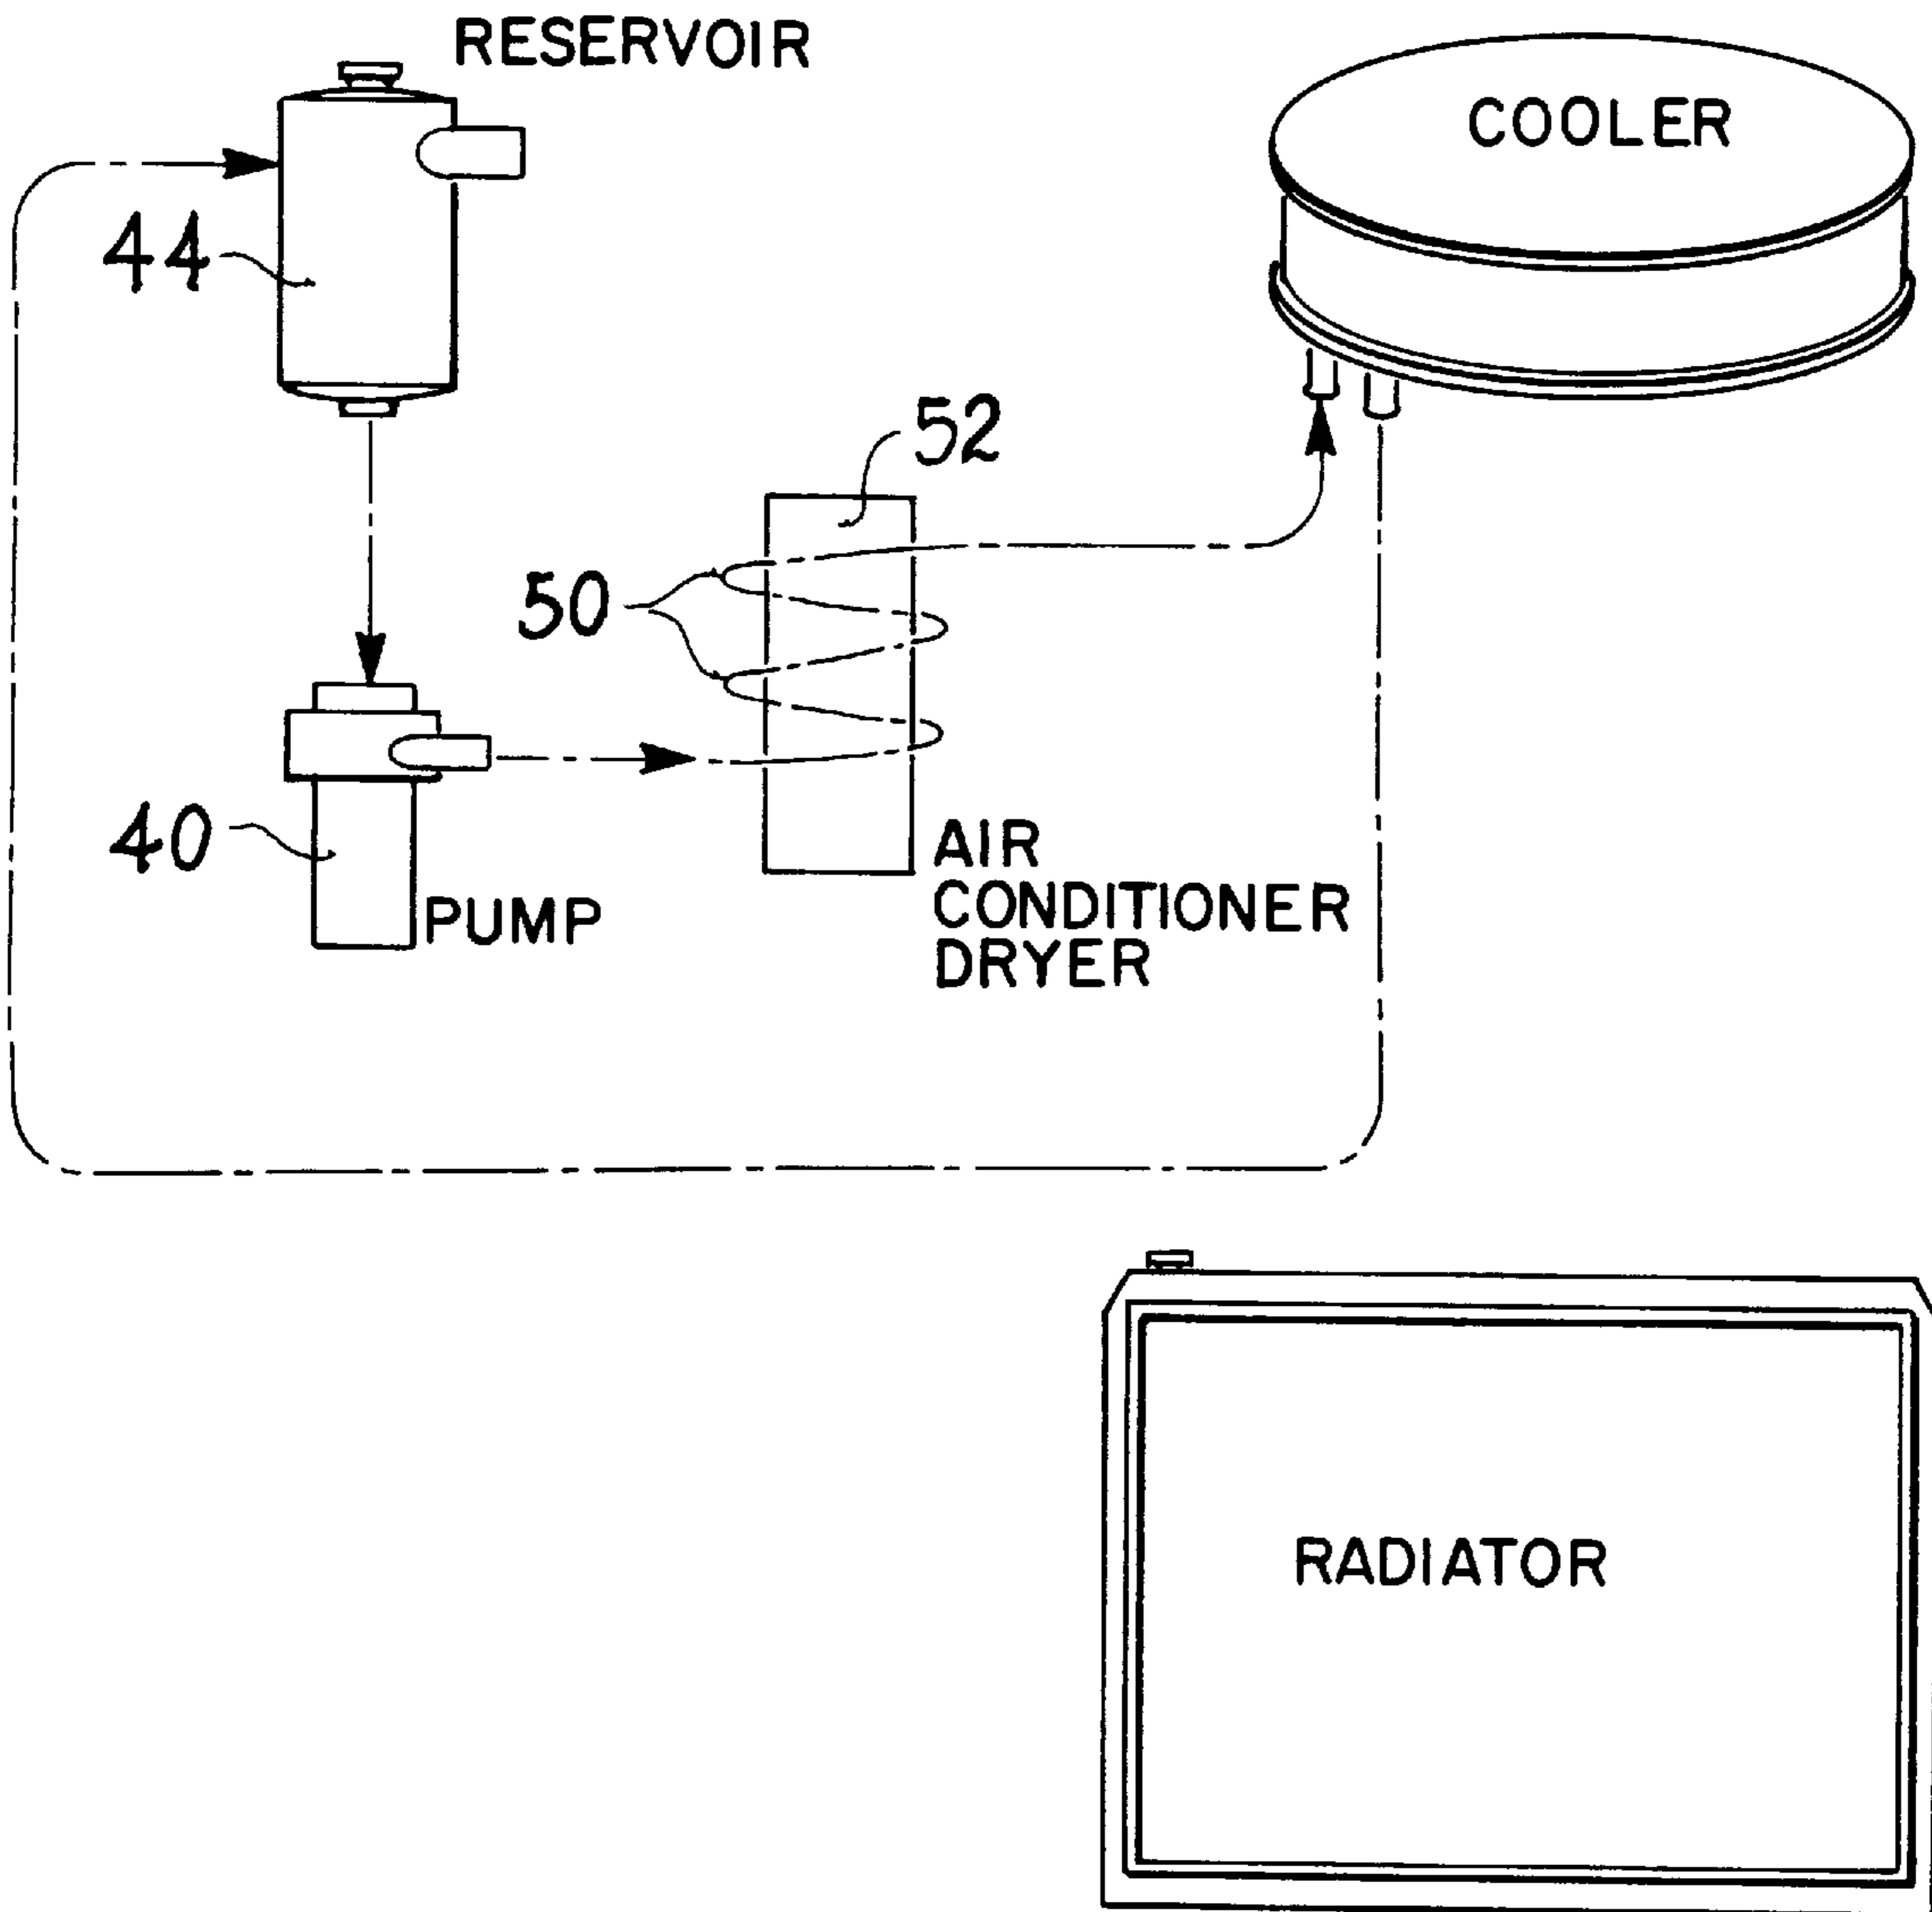 RESERVOIR
COOLER
44
52
50
40
PUMP
AIR
CONDITIONER
DRYER
RADIATOR